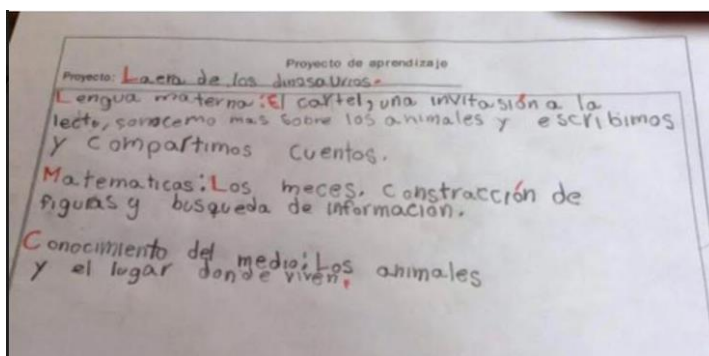 Proyecto de aprendizaje
Proyecto: La era de los dinosaurios.
Lengua materna: El cartel, una invitasión a la
lecto, sonocemo mas sobre los animales y escribimos
y compartimos cuentos.
Matematicas: Los meces. constracción de
figuras y busqueda de información.
Conocimiento del medio: Los animales
y el lugar donde viven.